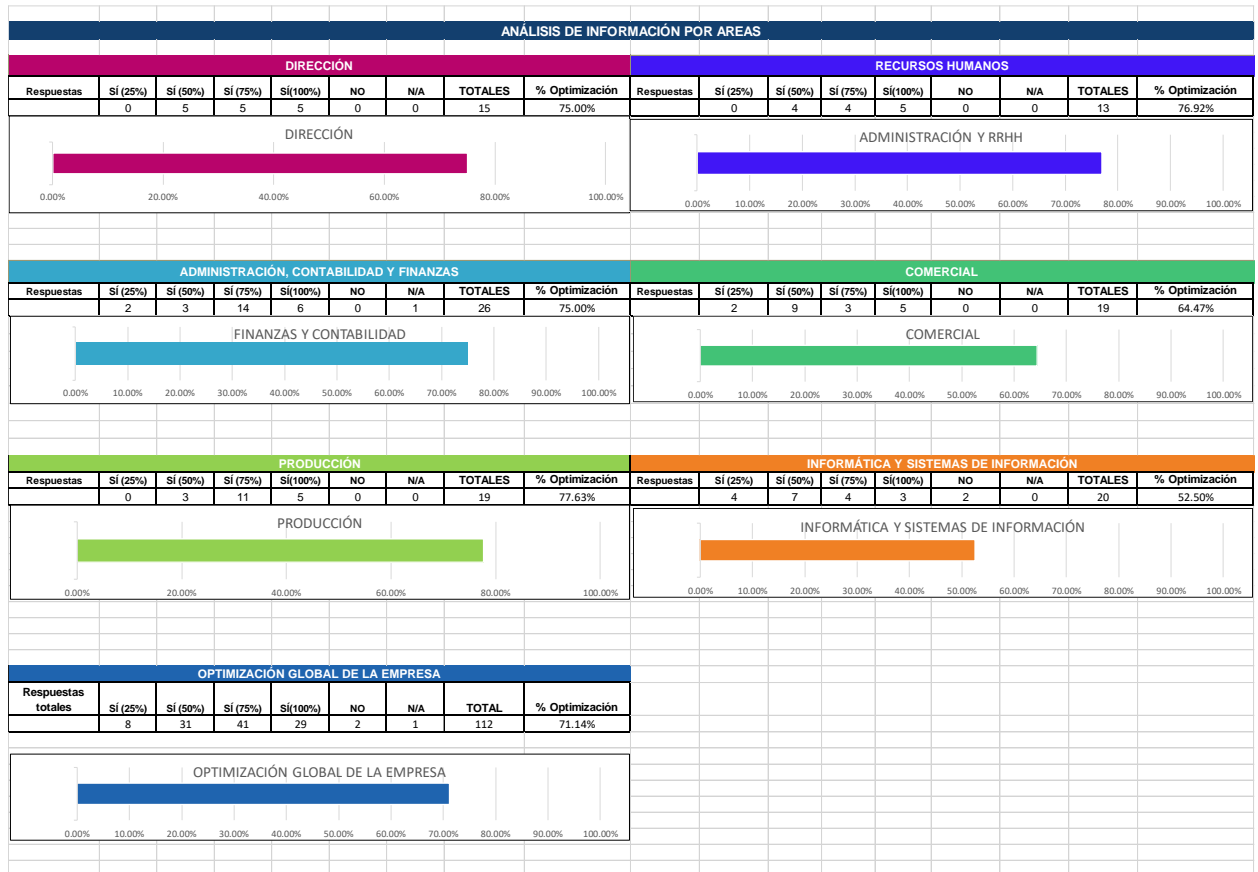 ANÁLISIS DE INFORMACIÓN POR AREAS
DIRECCIÓN
Respuestas SÍ (25%) SÍ (50%) SÍ (75%) SÍ(100%) NO N/A TOTALES % Optimización
0 5 5 5 0 0 15 75.00%
DIRECCIÓN
0.00% 20.00% 40.00% 60.00% 80.00% 100.00%
RECURSOS HUMANOS
Respuestas SÍ (25%) SÍ (50%) SÍ (75%) SÍ(100%) NO N/A TOTALES % Optimización
0 4 4 5 0 0 13 76.92%
ADMINISTRACIÓN Y RRHH
0.00% 10.00% 20.00% 30.00% 40.00% 50.00% 60.00% 70.00% 80.00% 90.00% 100.00%
ADMINISTRACIÓN, CONTABILIDAD Y FINANZAS
Respuestas SÍ (25%) SÍ (50%) SÍ (75%) SÍ(100%) NO N/A TOTALES % Optimización
2 3 14 6 0 1 26 75.00%
FINANZAS Y CONTABILIDAD
0.00% 10.00% 20.00% 30.00% 40.00% 50.00% 60.00% 70.00% 80.00% 90.00% 100.00%
COMERCIAL
Respuestas SÍ (25%) SÍ (50%) SÍ (75%) SÍ(100%) NO N/A TOTALES % Optimización
2 9 3 5 0 0 19 64.47%
COMERCIAL
0.00% 10.00% 20.00% 30.00% 40.00% 50.00% 60.00% 70.00% 80.00% 90.00% 100.00%
PRODUCCIÓN
Respuestas SÍ (25%) SÍ (50%) SÍ (75%) SÍ(100%) NO N/A TOTALES % Optimización
0 3 11 5 0 0 19 77.63%
PRODUCCIÓN
0.00% 20.00% 40.00% 60.00% 80.00% 100.00%
INFORMÁTICA Y SISTEMAS DE INFORMACIÓN
Respuestas SÍ (25%) SÍ (50%) SÍ (75%) SÍ(100%) NO N/A TOTALES % Optimización
4 7 4 3 2 0 20 52.50%
INFORMÁTICA Y SISTEMAS DE INFORMACIÓN
0.00% 10.00% 20.00% 30.00% 40.00% 50.00% 60.00% 70.00% 80.00% 90.00% 100.00%
OPTIMIZACIÓN GLOBAL DE LA EMPRESA
Respuestas
totales SÍ (25%) SÍ (50%) SÍ (75%) SÍ(100%) NO N/A TOTAL % Optimización
8 31 41 29 2 1 112 71.14%
OPTIMIZACIÓN GLOBAL DE LA EMPRESA
0.00% 10.00% 20.00% 30.00% 40.00% 50.00% 60.00% 70.00% 80.00% 90.00% 100.00%